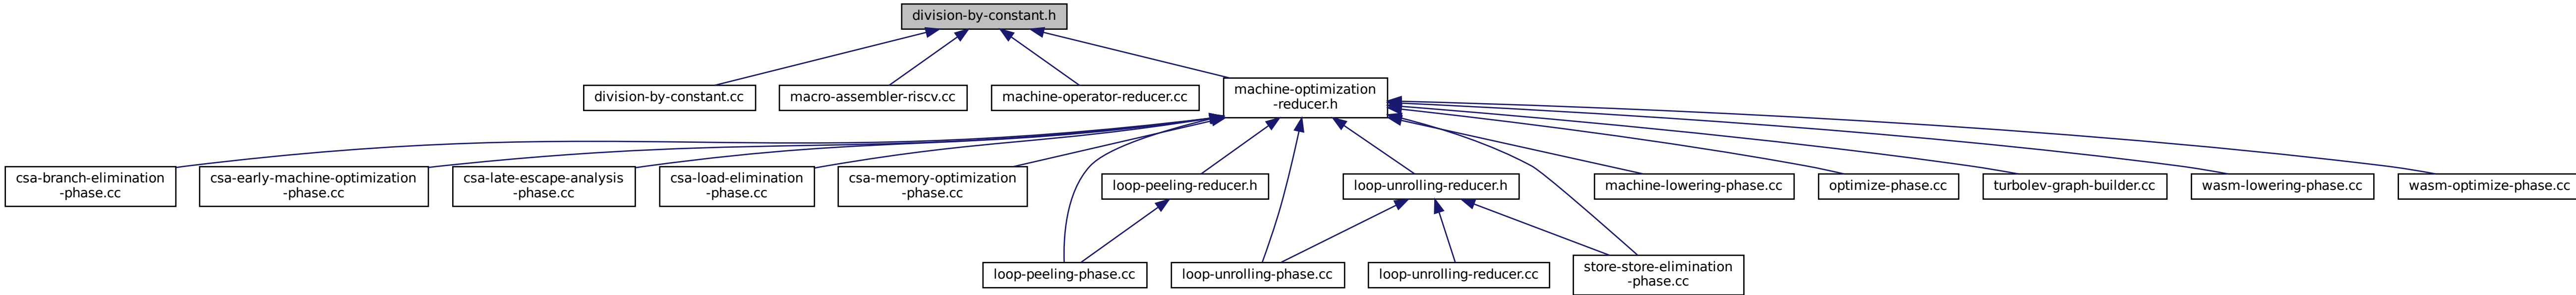 division-by-constant.h
division-by-constant.cc
macro-assembler-riscv.cc
machine-operator-reducer.cc
machine-optimization
-reducer.h
csa-branch-elimination
-phase.cc
csa-early-machine-optimization
-phase.cc
csa-late-escape-analysis
-phase.cc
csa-load-elimination
-phase.cc
csa-memory-optimization
-phase.cc
loop-peeling-reducer.h
loop-unrolling-reducer.h
machine-lowering-phase.cc
optimize-phase.cc
turbolev-graph-builder.cc
wasm-lowering-phase.cc
wasm-optimize-phase.cc
loop-peeling-phase.cc
loop-unrolling-phase.cc
loop-unrolling-reducer.cc
store-store-elimination
-phase.cc